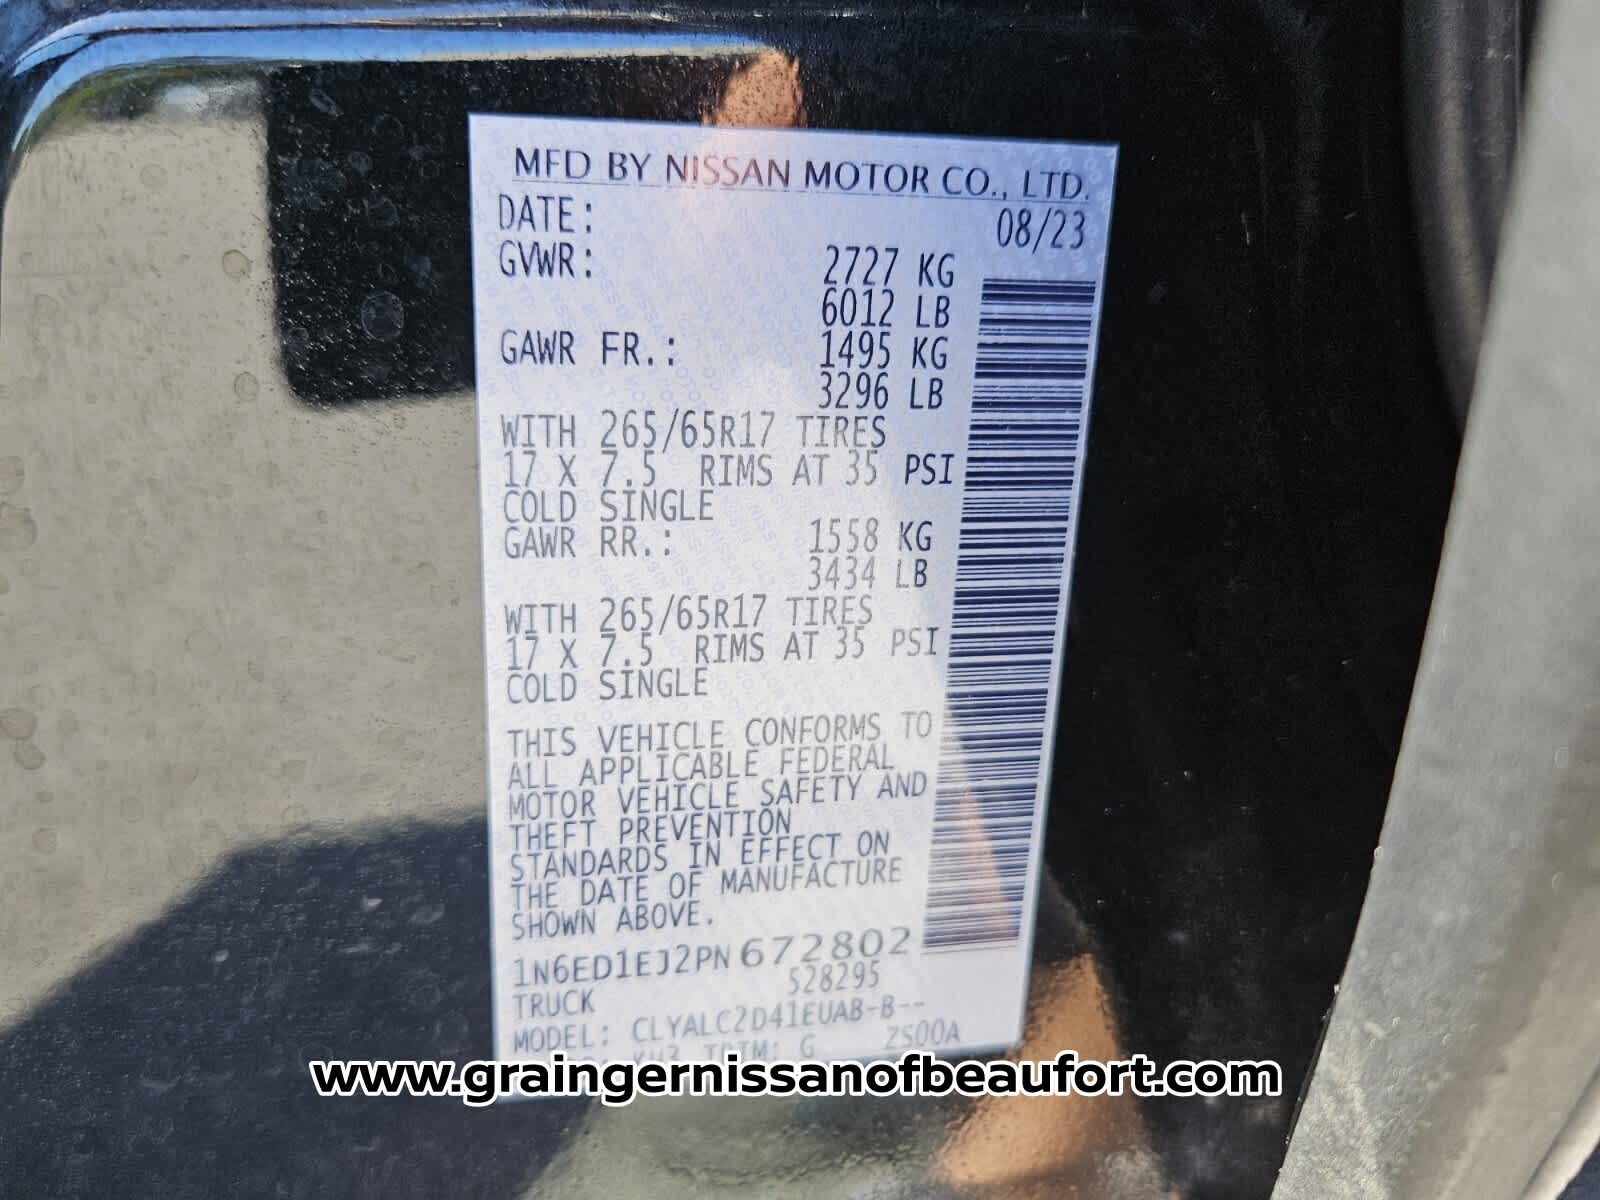 MFD BY NISSAN MOTOR CO., LTD.
DATE: 08/23
GVWR: 2727 KG
6012 LB
GAWR FR.: 1495 KG
3296 LB
WITH 265/65R17 TIRES
17 X 7.5 RIMS AT 35 PSI
COLD SINGLE
GAWR RR.: 1558 KG
3434 LB
WITH 265/65R17 TIRES
17 X 7.5 RIMS AT 35 PSI
COLD SINGLE
THIS VEHICLE CONFORMS TO
ALL APPLICABLE FEDERAL
MOTOR VEHICLE SAFETY AND
THEFT PREVENTION
STANDARDS IN EFFECT ON
THE DATE OF MANUFACTURE
SHOWN ABOVE.
1N6ED1EJ2PN672802
528295
TRUCK
MODEL: CLYALC2D41EUAB-B--
TRIM: G ZS00A
www.graingernissanofbeaufort.com